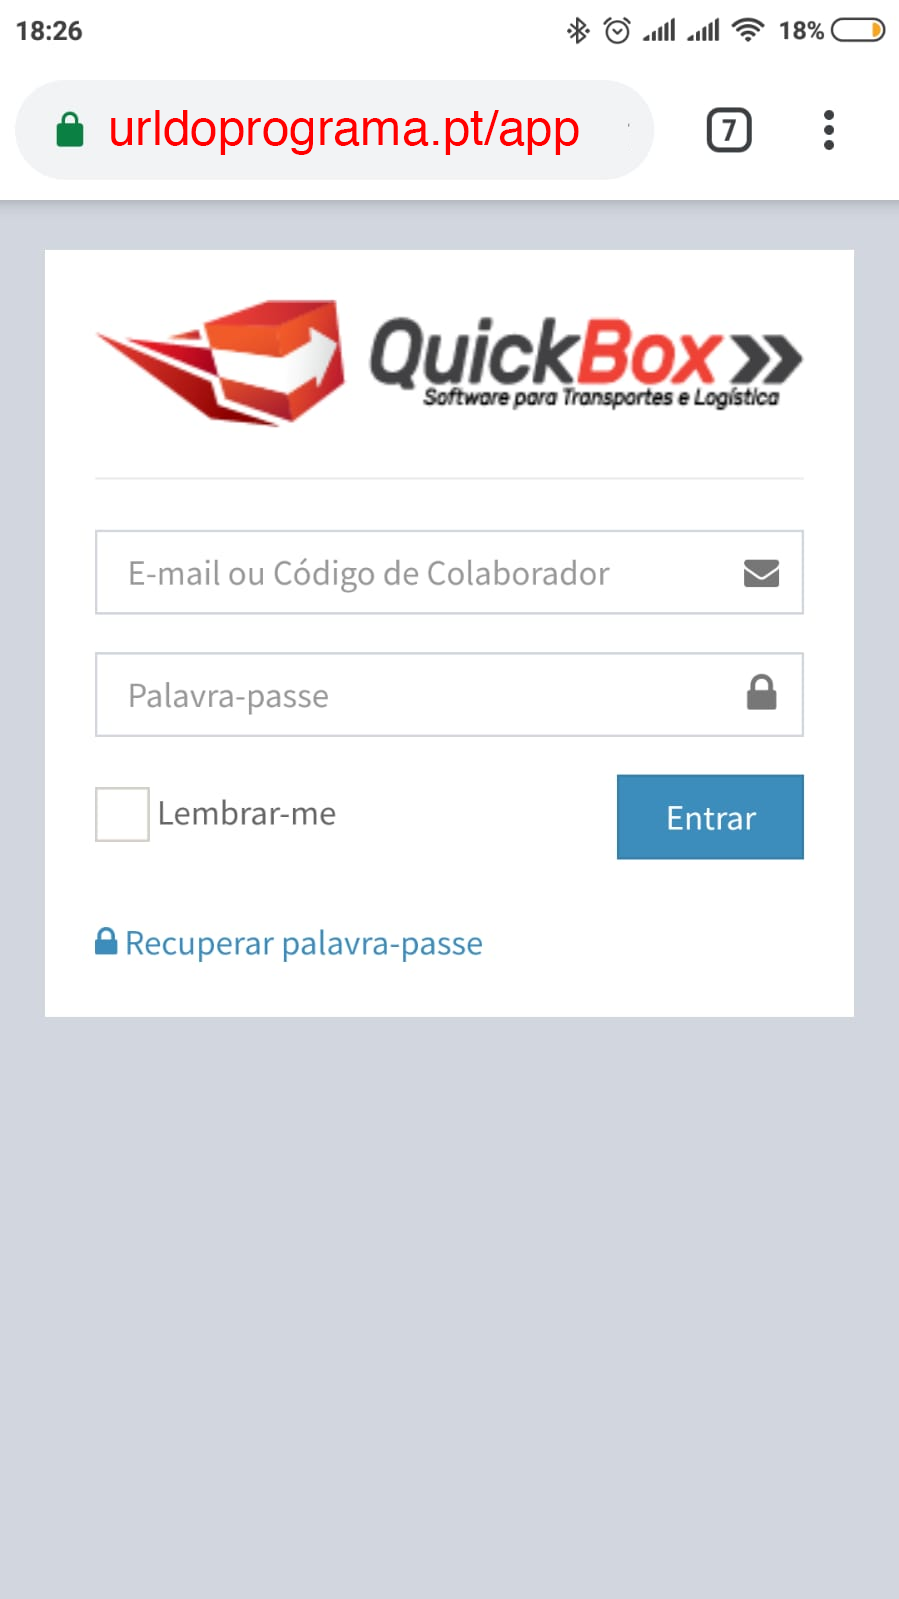 18:26
18%
urldoprograma.pt/app
7
QuickBox
Software para Transportes e Logística
E-mail ou Código de Colaborador
Palavra-passe
Lembrar-me
Entrar
Recuperar palavra-passe